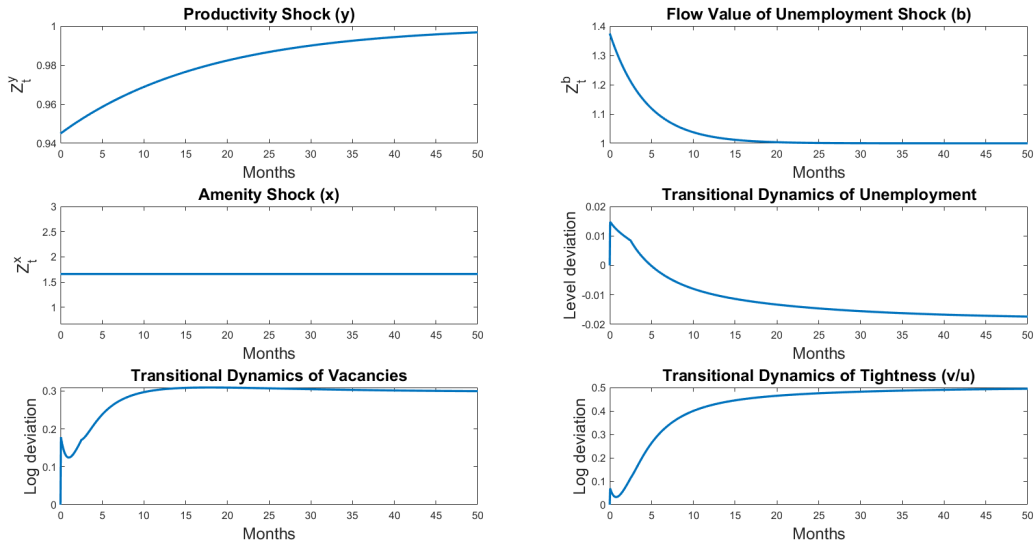 Productivity Shock (y)
1
0.98
0.96
0.94
Z_t^y
0 5 10 15 20 25 30 35 40 45 50
Months
Flow Value of Unemployment Shock (b)
1.4
1.3
1.2
1.1
1
Z_t^b
0 5 10 15 20 25 30 35 40 45 50
Months
Amenity Shock (x)
3
2.5
2
1.5
1
Z_t^x
0 5 10 15 20 25 30 35 40 45 50
Months
Transitional Dynamics of Unemployment
0.02
0.01
0
-0.01
-0.02
Level deviation
0 5 10 15 20 25 30 35 40 45 50
Months
Transitional Dynamics of Vacancies
0.3
0.2
0.1
0
Log deviation
0 5 10 15 20 25 30 35 40 45 50
Months
Transitional Dynamics of Tightness (v/u)
0.5
0.4
0.3
0.2
0.1
0
Log deviation
0 5 10 15 20 25 30 35 40 45 50
Months